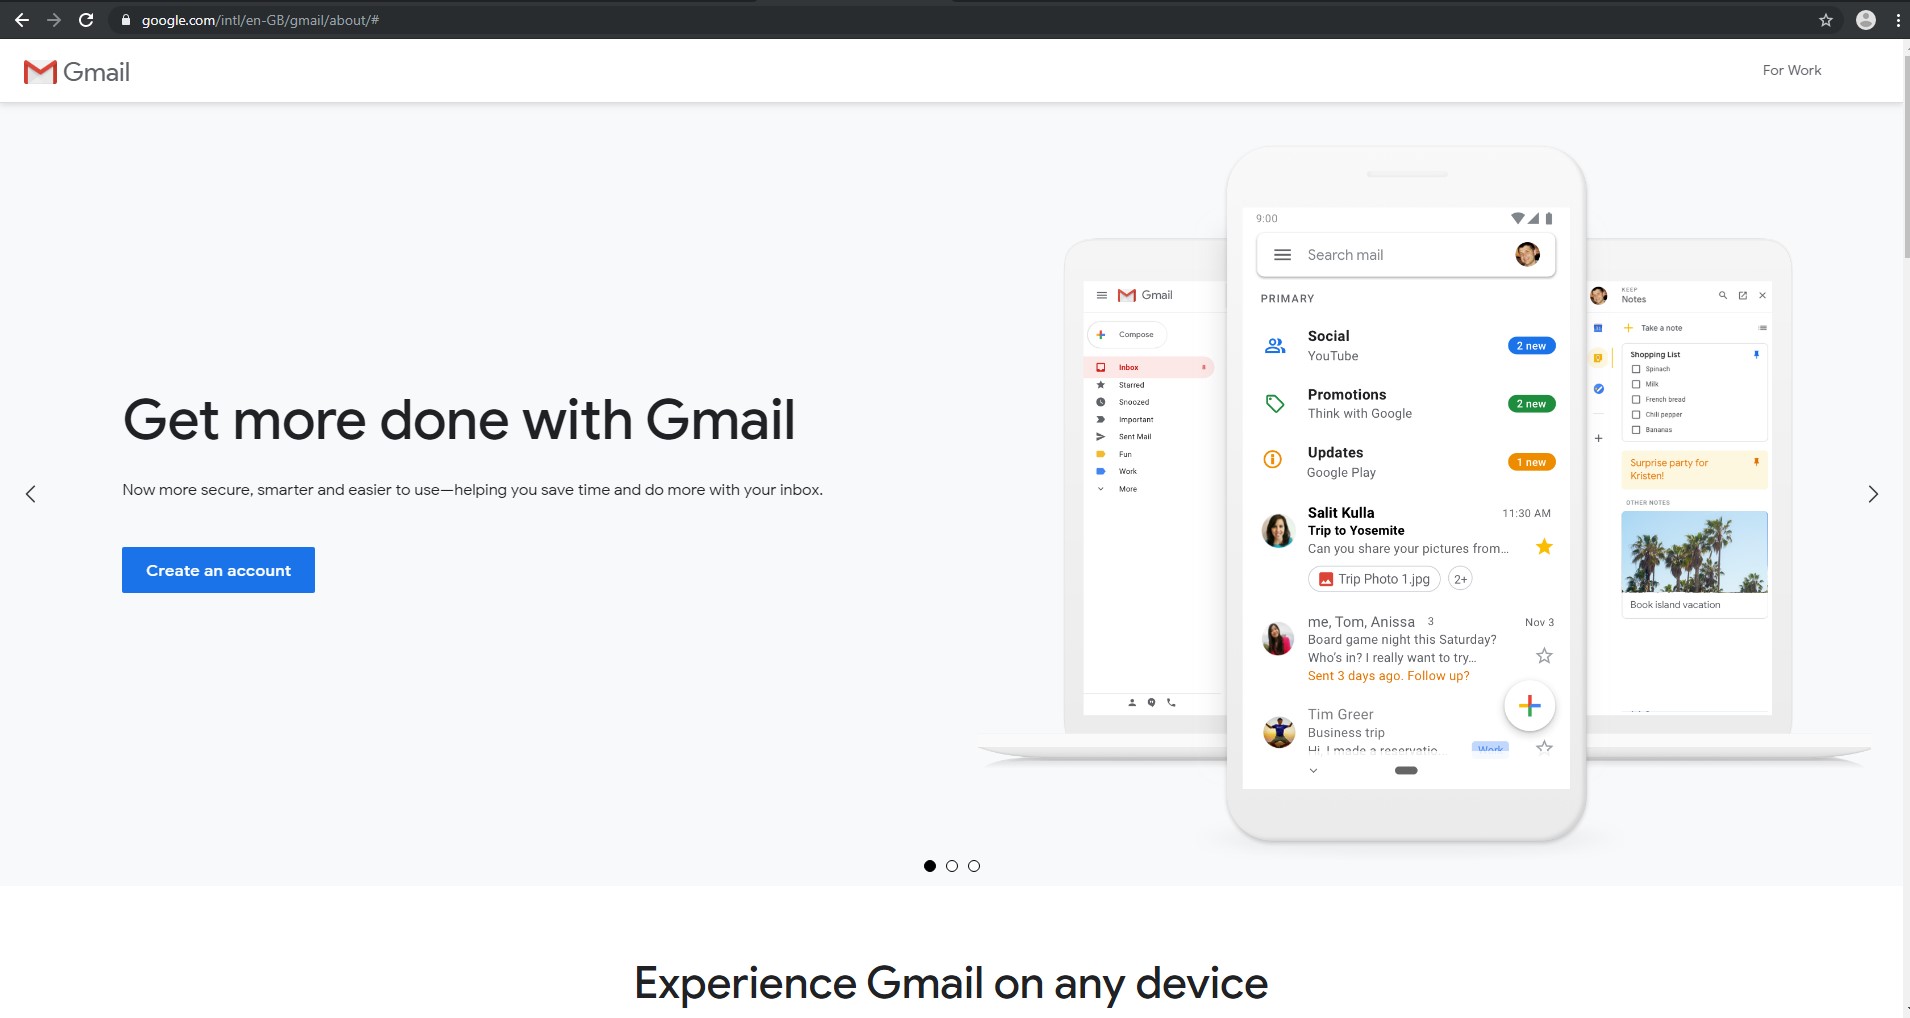 google.com/intl/en-GB/gmail/about/#
Gmail
For Work
Get more done with Gmail
Now more secure, smarter and easier to use—helping you save time and do more with your inbox.
Create an account
Gmail
Compose
Inbox
Starred
Snoozed
Important
Sent Mail
Fun
Work
More
9:00
Search mail
PRIMARY
Social
YouTube
2 new
Promotions
Think with Google
2 new
Updates
Google Play
1 new
Salit Kulla
11:30 AM
Trip to Yosemite
Can you share your pictures from...
Trip Photo 1.jpg
2+
me, Tom, Anissa 3
Nov 3
Board game night this Saturday?
Who's in? I really want to try...
Sent 3 days ago. Follow up?
Tim Greer
Business trip
Hi, I made a reservatio...
Work
KEEP
Notes
Take a note
Shopping List
Spinach
Milk
French bread
Chili pepper
Bananas
Surprise party for
Kristen!
OTHER NOTES
Book island vacation
Experience Gmail on any device